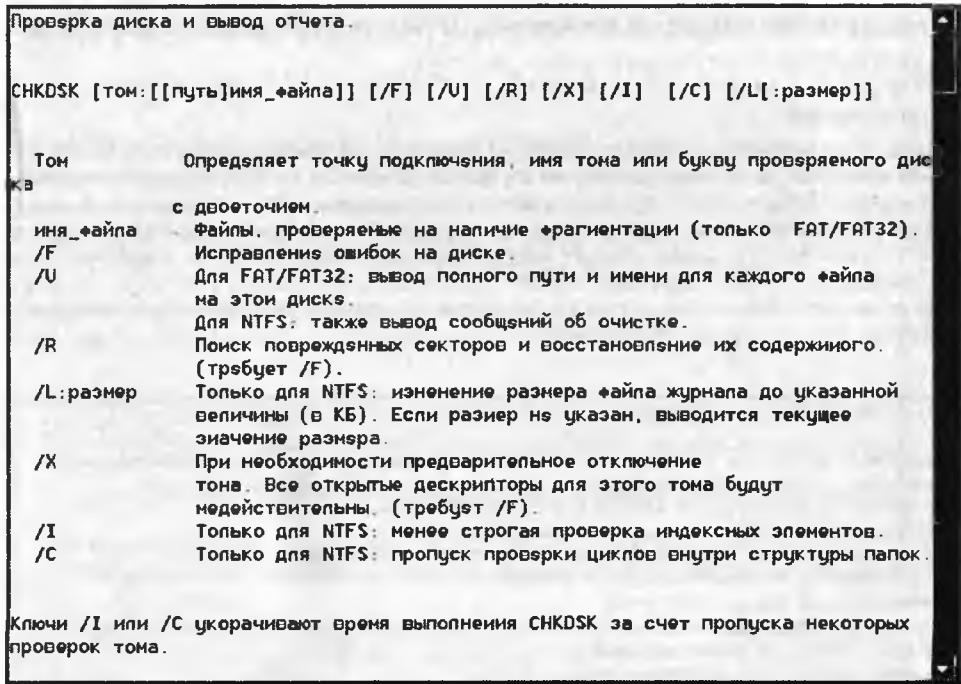 Проверка диска и вывод отчета.
CHKDSK [том:[[путь]имя_файла]] [/F] [/V] [/R] [/X] [/I] [/C] [/L[:размер]]
Том Определяет точку подключения, имя тома или букву проверяемого дис
ка
с двоеточием.
имя_файла Файлы, проверяемые на наличие фрагментации (только FAT/FAT32).
/F Исправление ошибок на диске.
/V Для FAT/FAT32: вывод полного пути и имени для каждого файла
на этом диске.
Для NTFS: также вывод сообщений об очистке.
/R Поиск поврежденных секторов и восстановление их содержимого.
(требует /F).
/L:размер Только для NTFS: изменение размера файла журнала до указанной
величины (в КБ). Если размер не указан, выводится текущее
значение размера.
/X При необходимости предварительное отключение
тома. Все открытые дескрипторы для этого тома будут
недействительны. (требует /F).
/I Только для NTFS: менее строгая проверка индексных элементов.
/C Только для NTFS: пропуск проверки циклов внутри структуры папок.
Ключи /I или /C укорачивают время выполнения CHKDSK за счет пропуска некоторых
проверок тома.